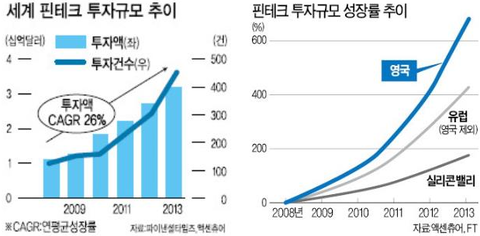 세계 핀테크 투자규모 추이
(십억달러)
(건)
투자액(좌)
투자건수(우)
투자액
CAGR 26%
4
3
2
1
0
500
400
300
200
100
0
2009
2011
2013
※CAGR:연평균성장률
자료:파이낸셜타임즈,액센츄어
핀테크 투자규모 성장률 추이
(%)
600
400
200
0
영국
유럽
(영국 제외)
실리콘밸리
2008년
2009
2010
2011
2012
2013
자료:액센츄어, FT